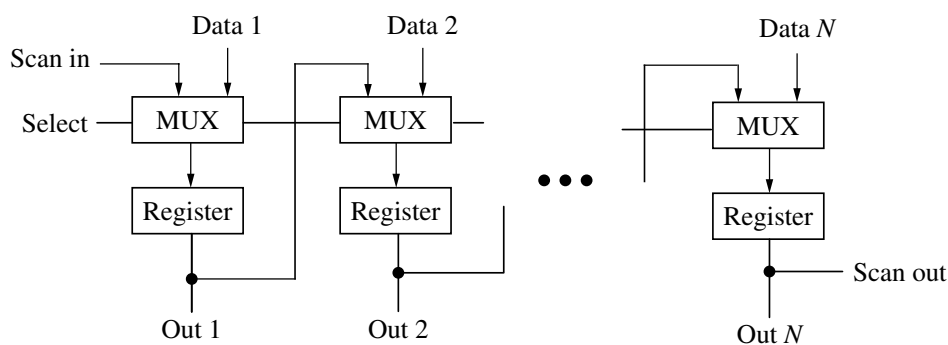 Data 1
Data 2
Data N
Scan in
Select
MUX
MUX
MUX
Register
Register
Register
Scan out
Out 1
Out 2
Out N